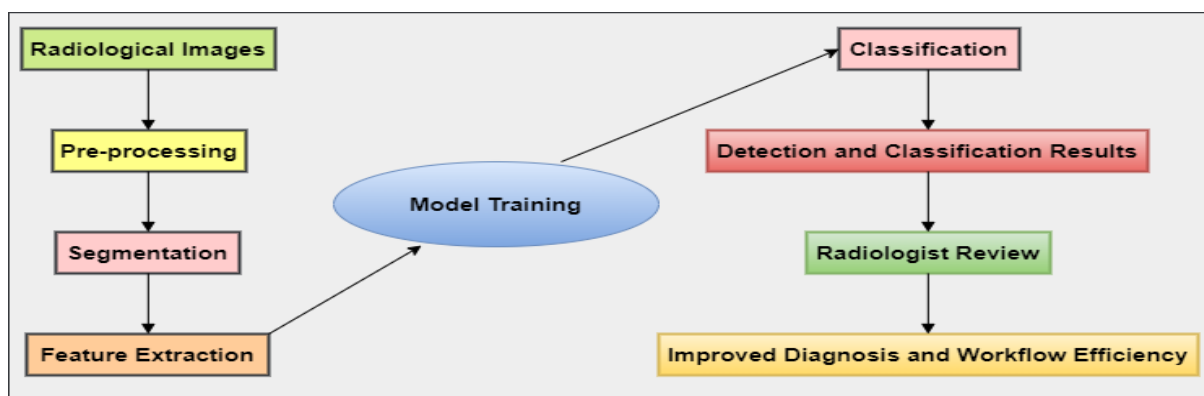 Radiological Images
Pre-processing
Segmentation
Feature Extraction
Model Training
Classification
Detection and Classification Results
Radiologist Review
Improved Diagnosis and Workflow Efficiency